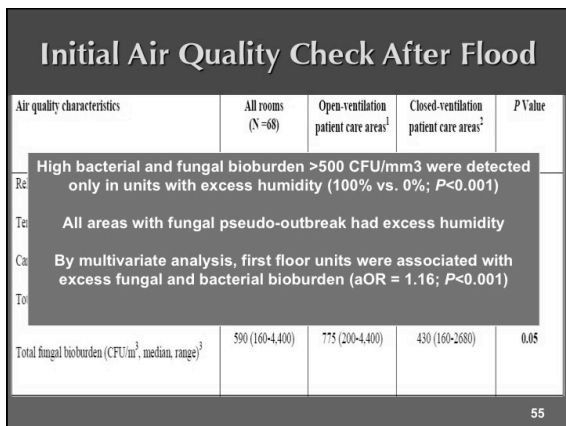 Initial Air Quality Check After Flood
Air quality characteristics All rooms Open-ventilation Closed-ventilation P Value
(N =68) patient care areas1 patient care areas2
High bacterial and fungal bioburden >500 CFU/mm3 were detected
only in units with excess humidity (100% vs. 0%; P<0.001)
All areas with fungal pseudo-outbreak had excess humidity
By multivariate analysis, first floor units were associated with
excess fungal and bacterial bioburden (aOR = 1.16; P<0.001)
Total fungal bioburden (CFU/m3, median, range)3 590 (160-4,400) 775 (200-4,400) 430 (160-2680) 0.05
55